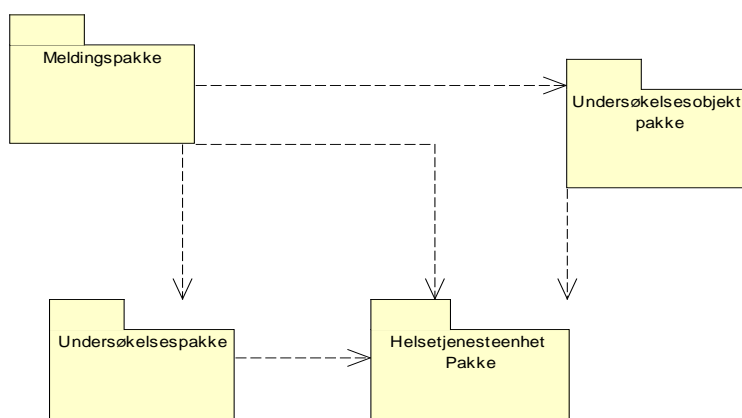 Meldingspakke
Undersøkelsesobjekt
pakke
Undersøkelsespakke
Helsetjenesteenhet
Pakke